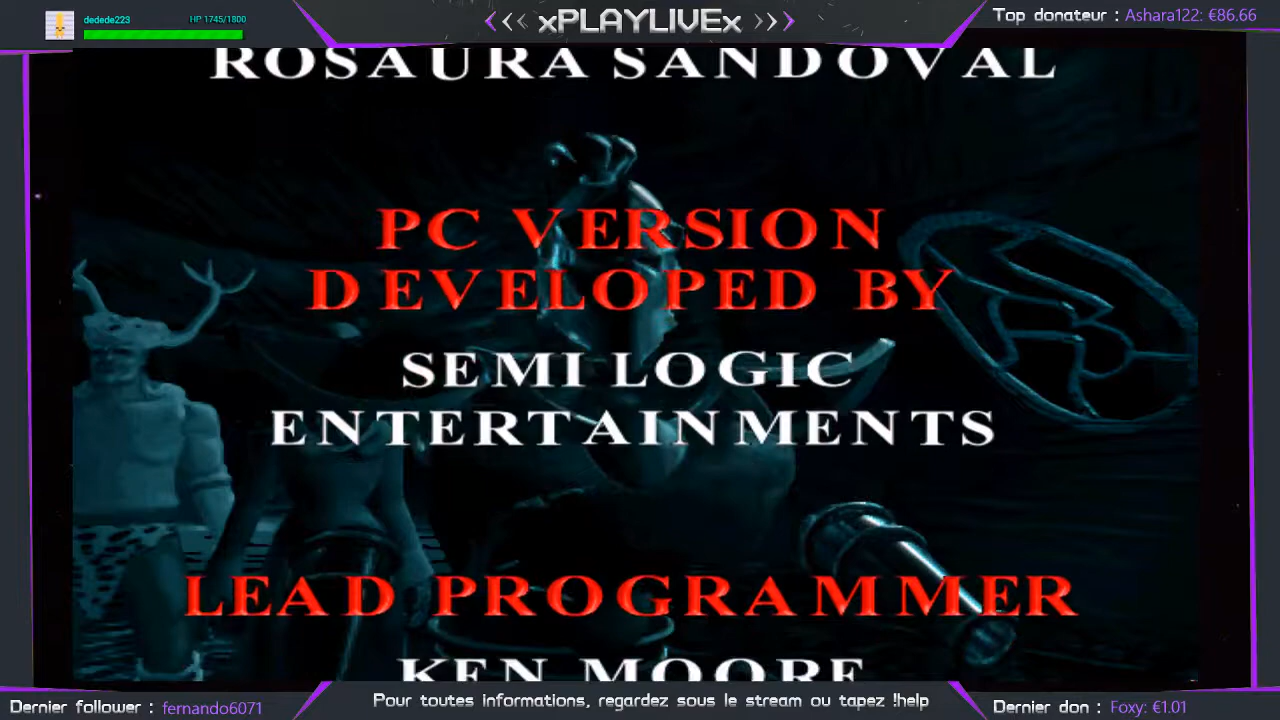 dedede223 HP 1745/1800
xPLAYLIVEx
Top donateur : Ashara122: €86.66
ROSAURA SANDOVAL
PC VERSION
DEVELOPED BY
SEMI LOGIC
ENTERTAINMENTS
LEAD PROGRAMMER
KEN MOORE
Dernier follower : fernando6071
Pour toutes informations, regardez sous le stream ou tapez !help
Dernier don : Foxy: €1.01